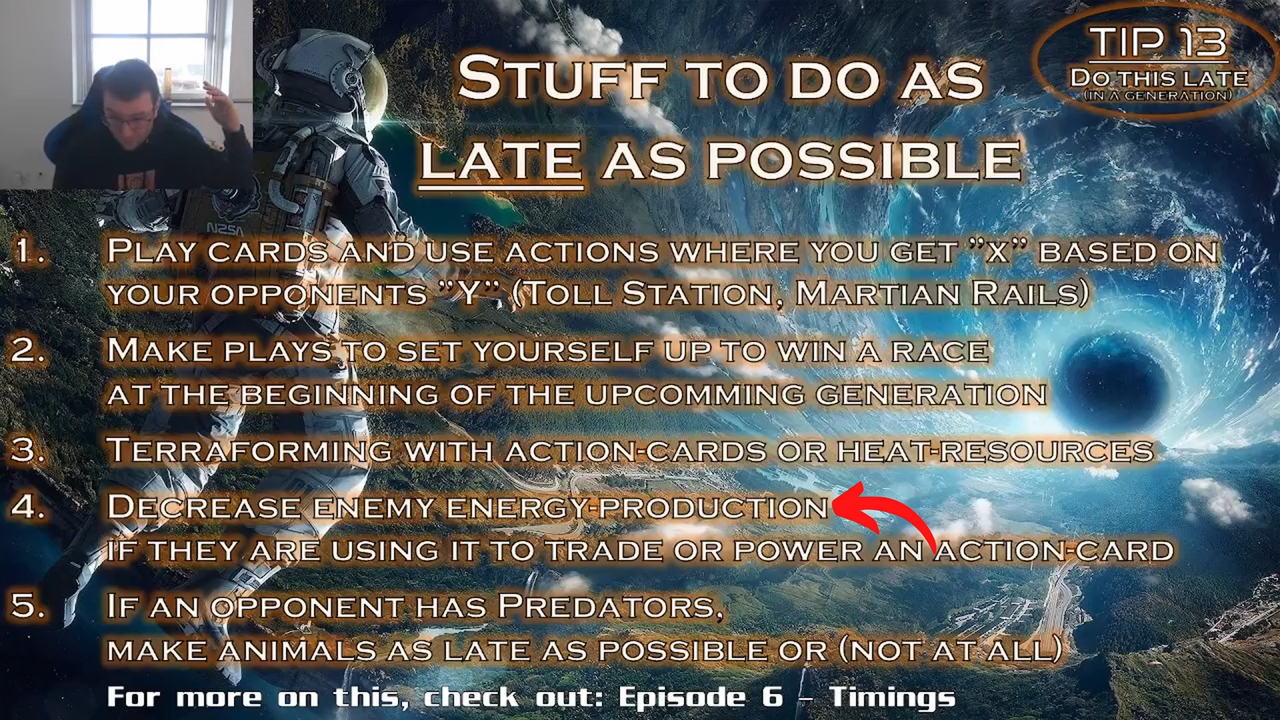 TIP 13
DO THIS LATE
(IN A GENERATION)
STUFF TO DO AS
LATE AS POSSIBLE
N2SA
1. PLAY CARDS AND USE ACTIONS WHERE YOU GET "X" BASED ON
YOUR OPPONENTS "Y" (TOLL STATION, MARTIAN RAILS)
2. MAKE PLAYS TO SET YOURSELF UP TO WIN A RACE
AT THE BEGINNING OF THE UPCOMMING GENERATION
3. TERRAFORMING WITH ACTION-CARDS OR HEAT-RESOURCES
4. DECREASE ENEMY ENERGY-PRODUCTION
IF THEY ARE USING IT TO TRADE OR POWER AN ACTION-CARD
5. IF AN OPPONENT HAS PREDATORS,
MAKE ANIMALS AS LATE AS POSSIBLE OR (NOT AT ALL)
For more on this, check out: Episode 6 – Timings